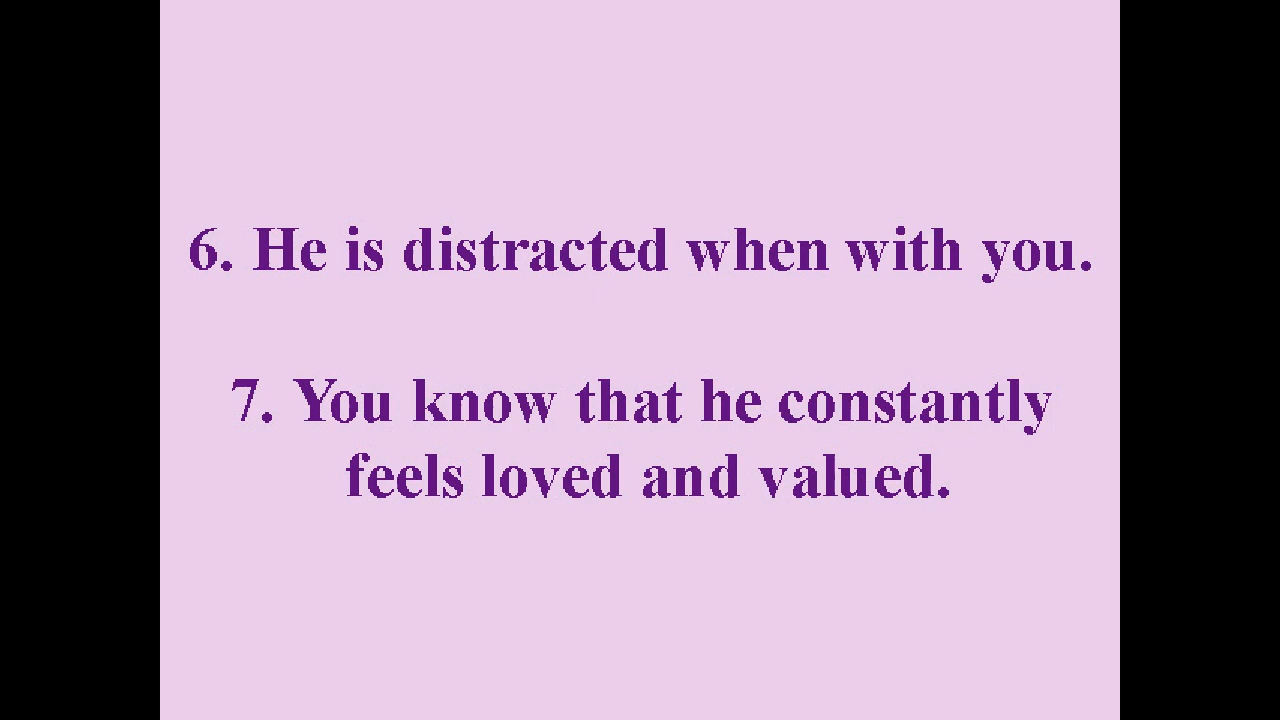 6. He is distracted when with you.
7. You know that he constantly
feels loved and valued.